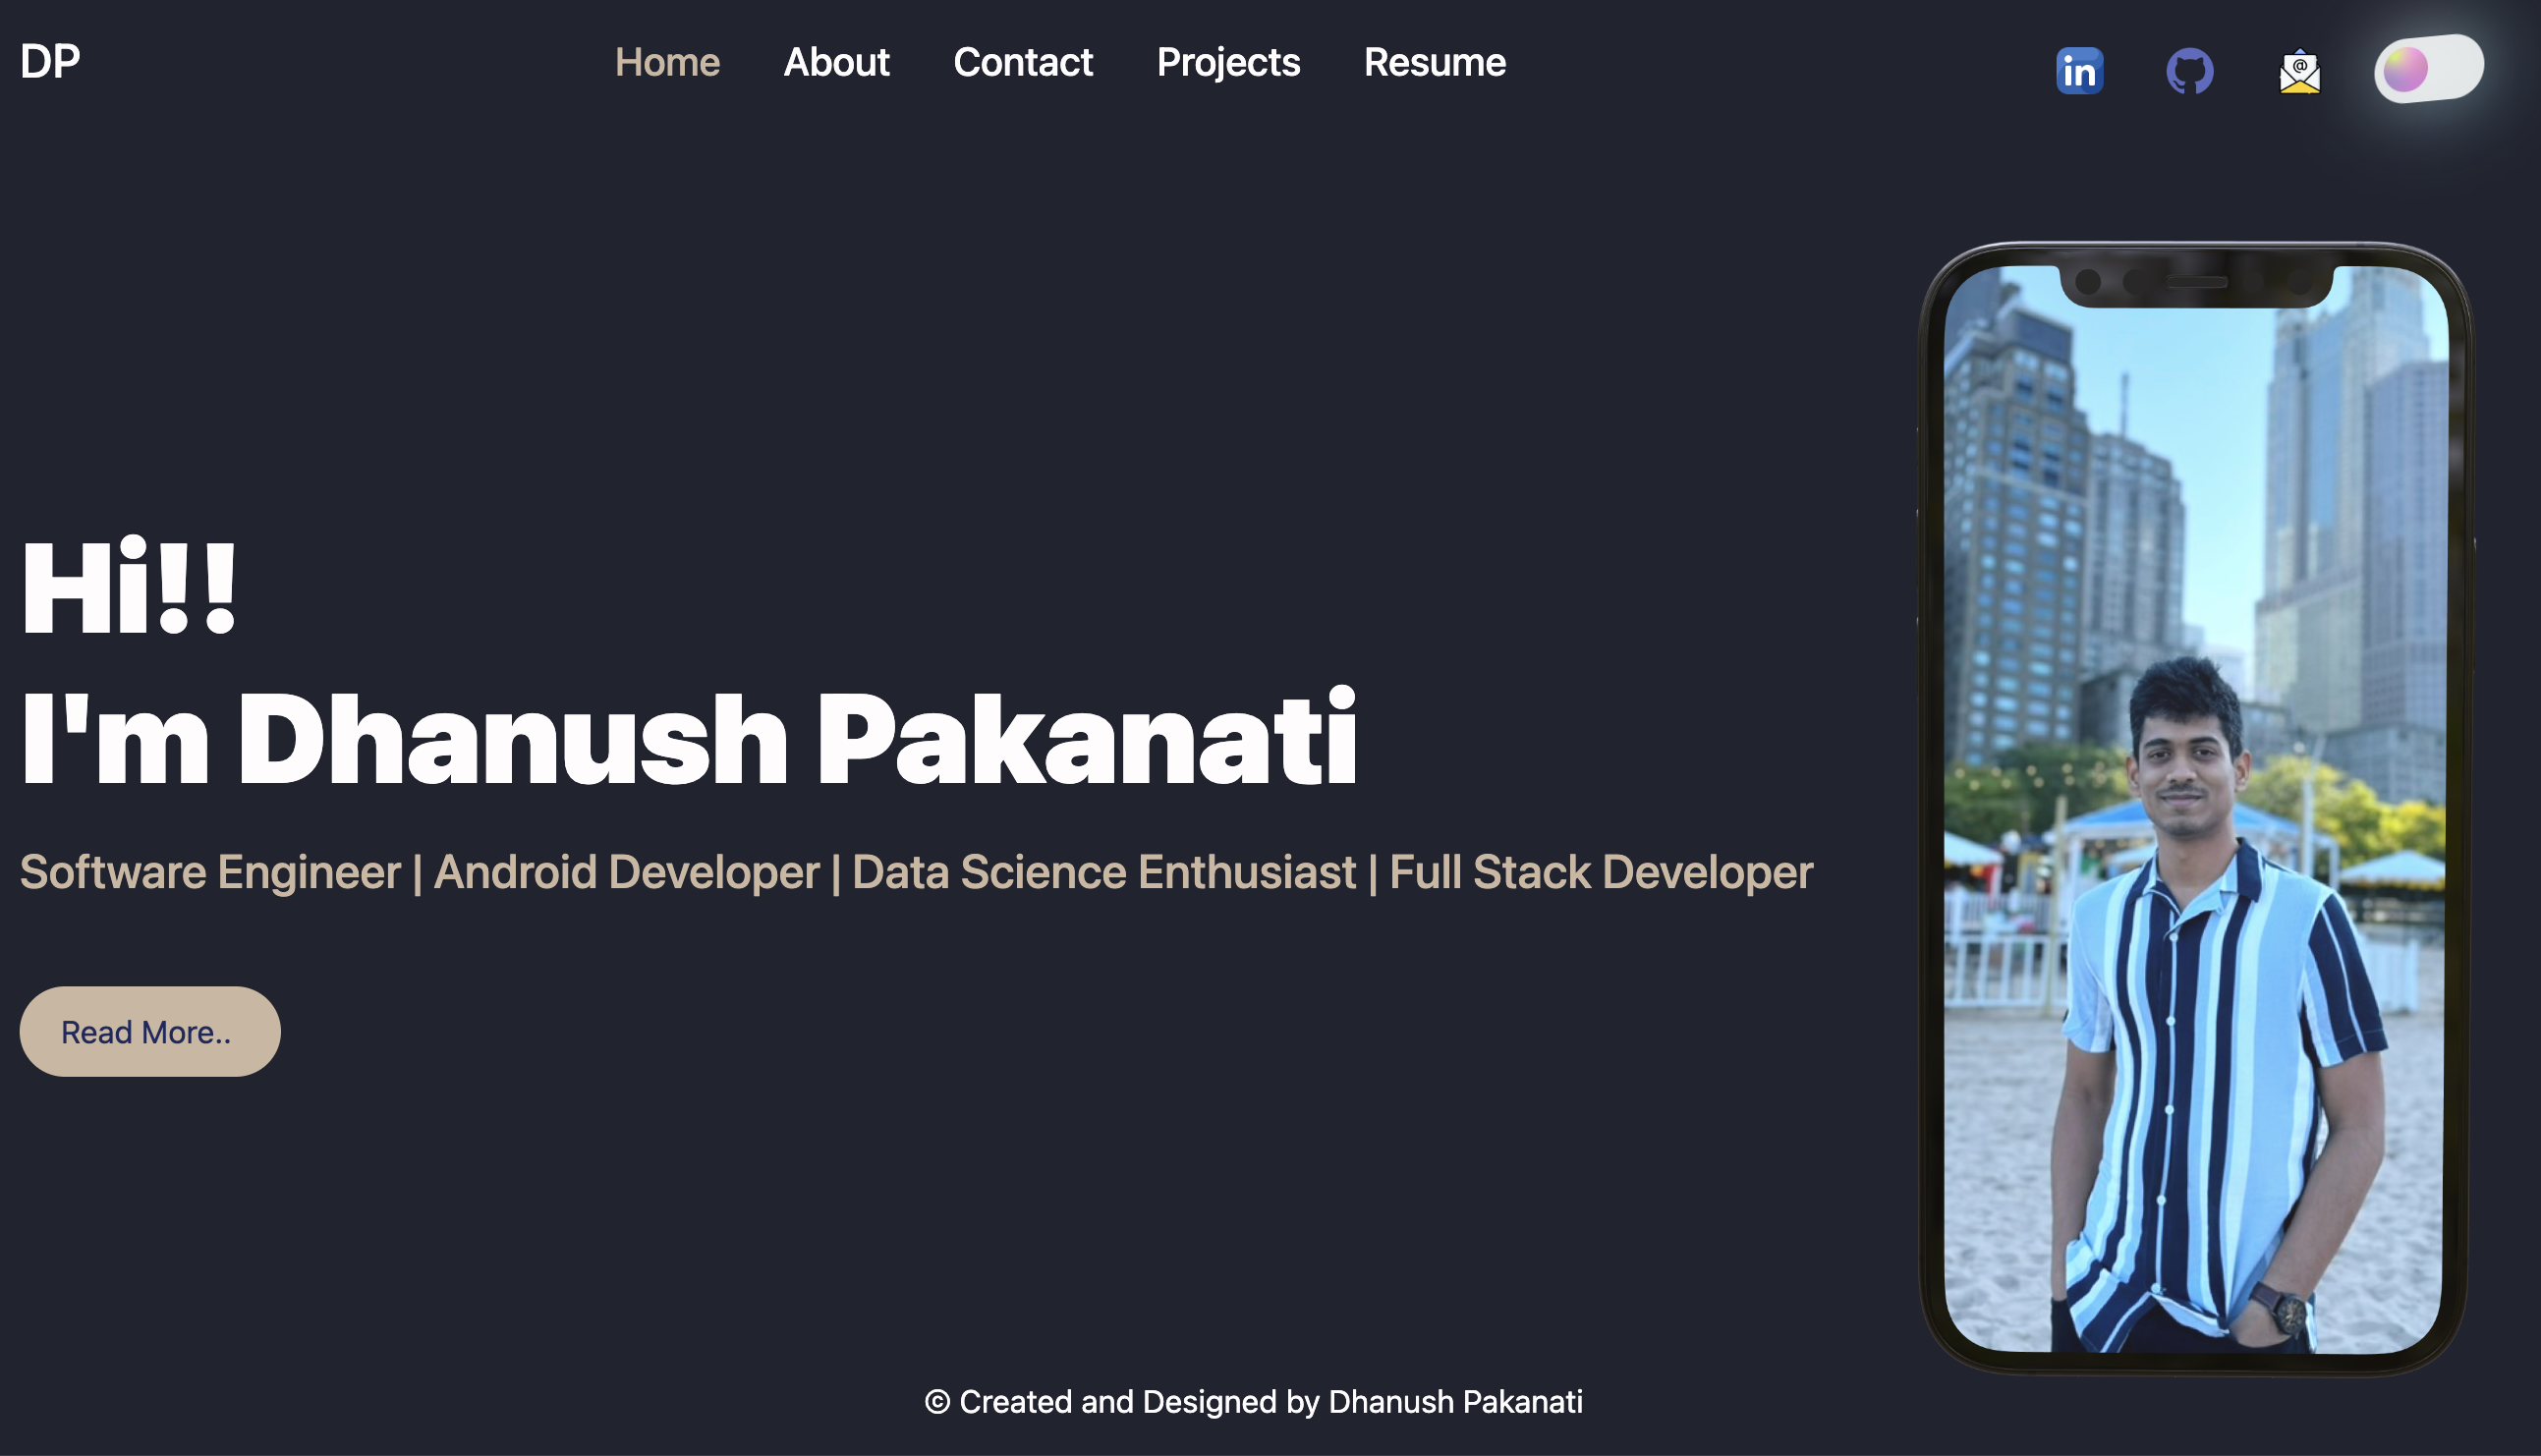 DP
Home About Contact Projects Resume
in
@
Hi!!
I'm Dhanush Pakanati
Software Engineer | Android Developer | Data Science Enthusiast | Full Stack Developer
Read More..
© Created and Designed by Dhanush Pakanati